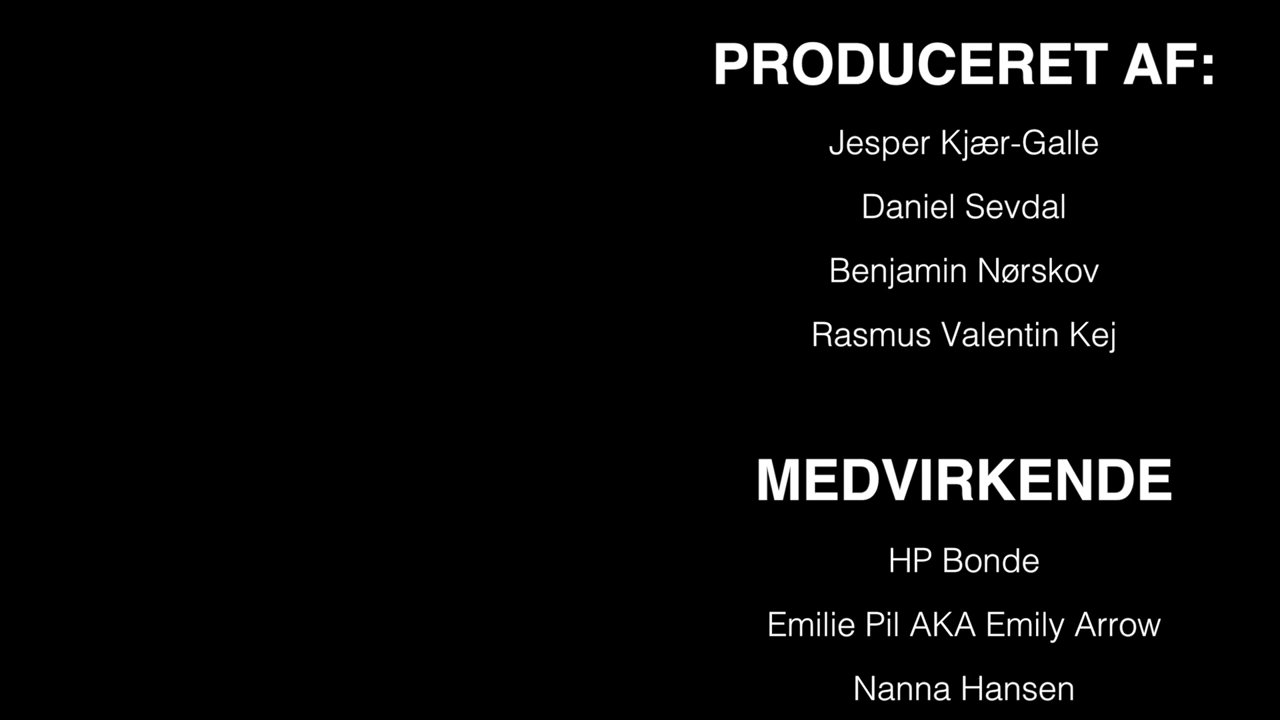 PRODUCERET AF:
Jesper Kjær-Galle
Daniel Sevdal
Benjamin Nørskov
Rasmus Valentin Kej
MEDVIRKENDE
HP Bonde
Emilie Pil AKA Emily Arrow
Nanna Hansen